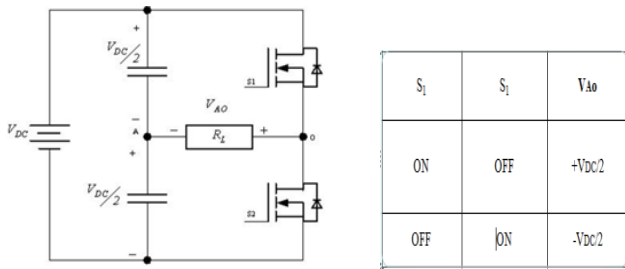 +
V_DC/2
S1
V_AO
V_DC
−
A
− R_L +
o
+
V_DC/2
S2
−
S₁ S₁ VAo
ON OFF +VDC/2
OFF ON -VDC/2